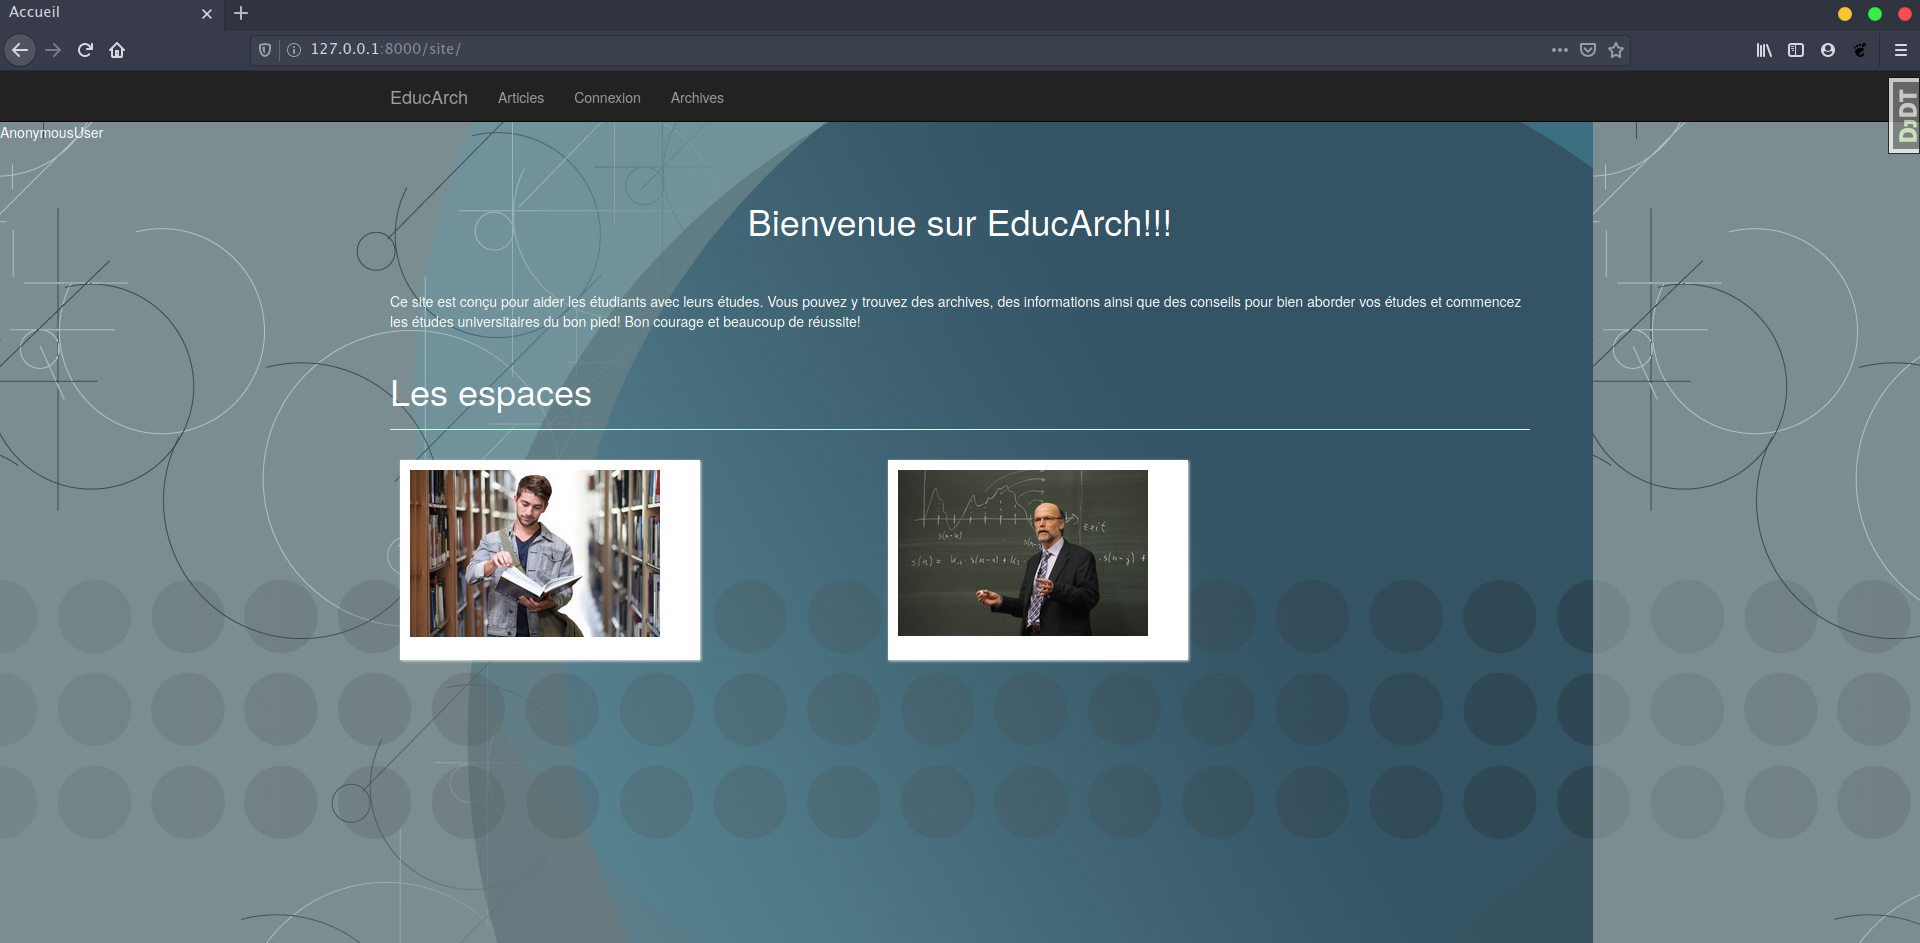 Accueil
127.0.0.1:8000/site/
EducArch Articles Connexion Archives
DjDT
AnonymousUser
Bienvenue sur EducArch!!!
Ce site est conçu pour aider les étudiants avec leurs études. Vous pouvez y trouvez des archives, des informations ainsi que des conseils pour bien aborder vos études et commencez
les études universitaires du bon pied! Bon courage et beaucoup de réussite!
Les espaces